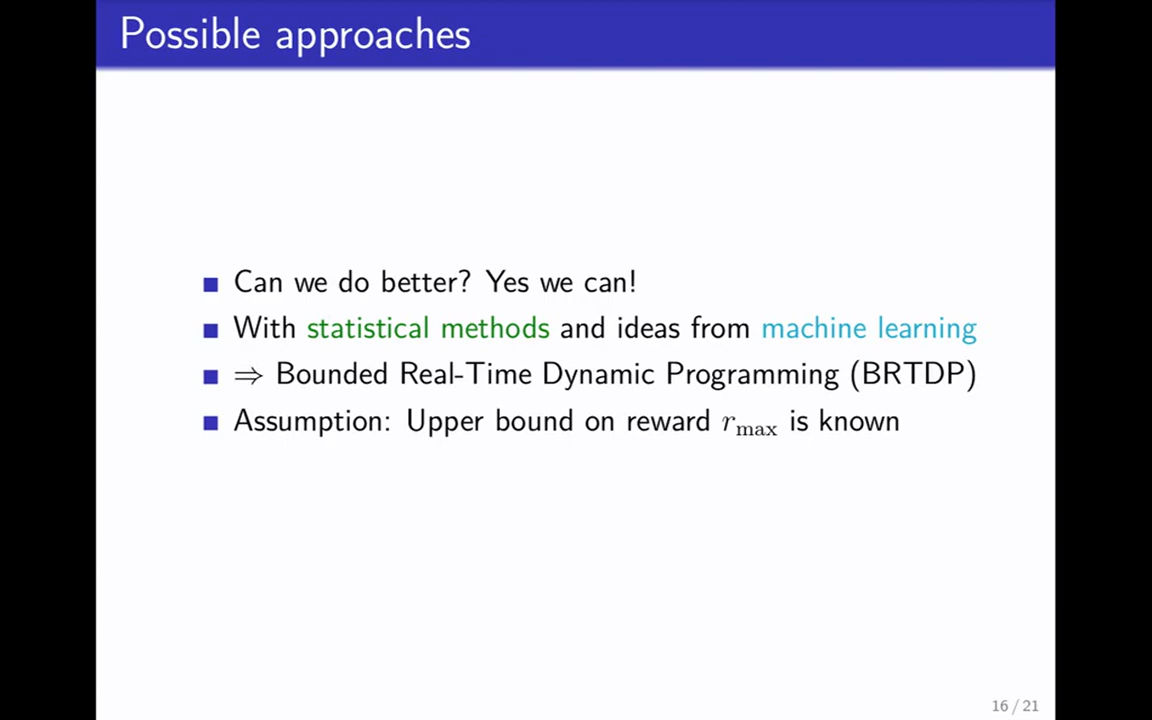 Possible approaches
Can we do better? Yes we can!
With statistical methods and ideas from machine learning
⇒ Bounded Real-Time Dynamic Programming (BRTDP)
Assumption: Upper bound on reward r_max is known
16 / 21